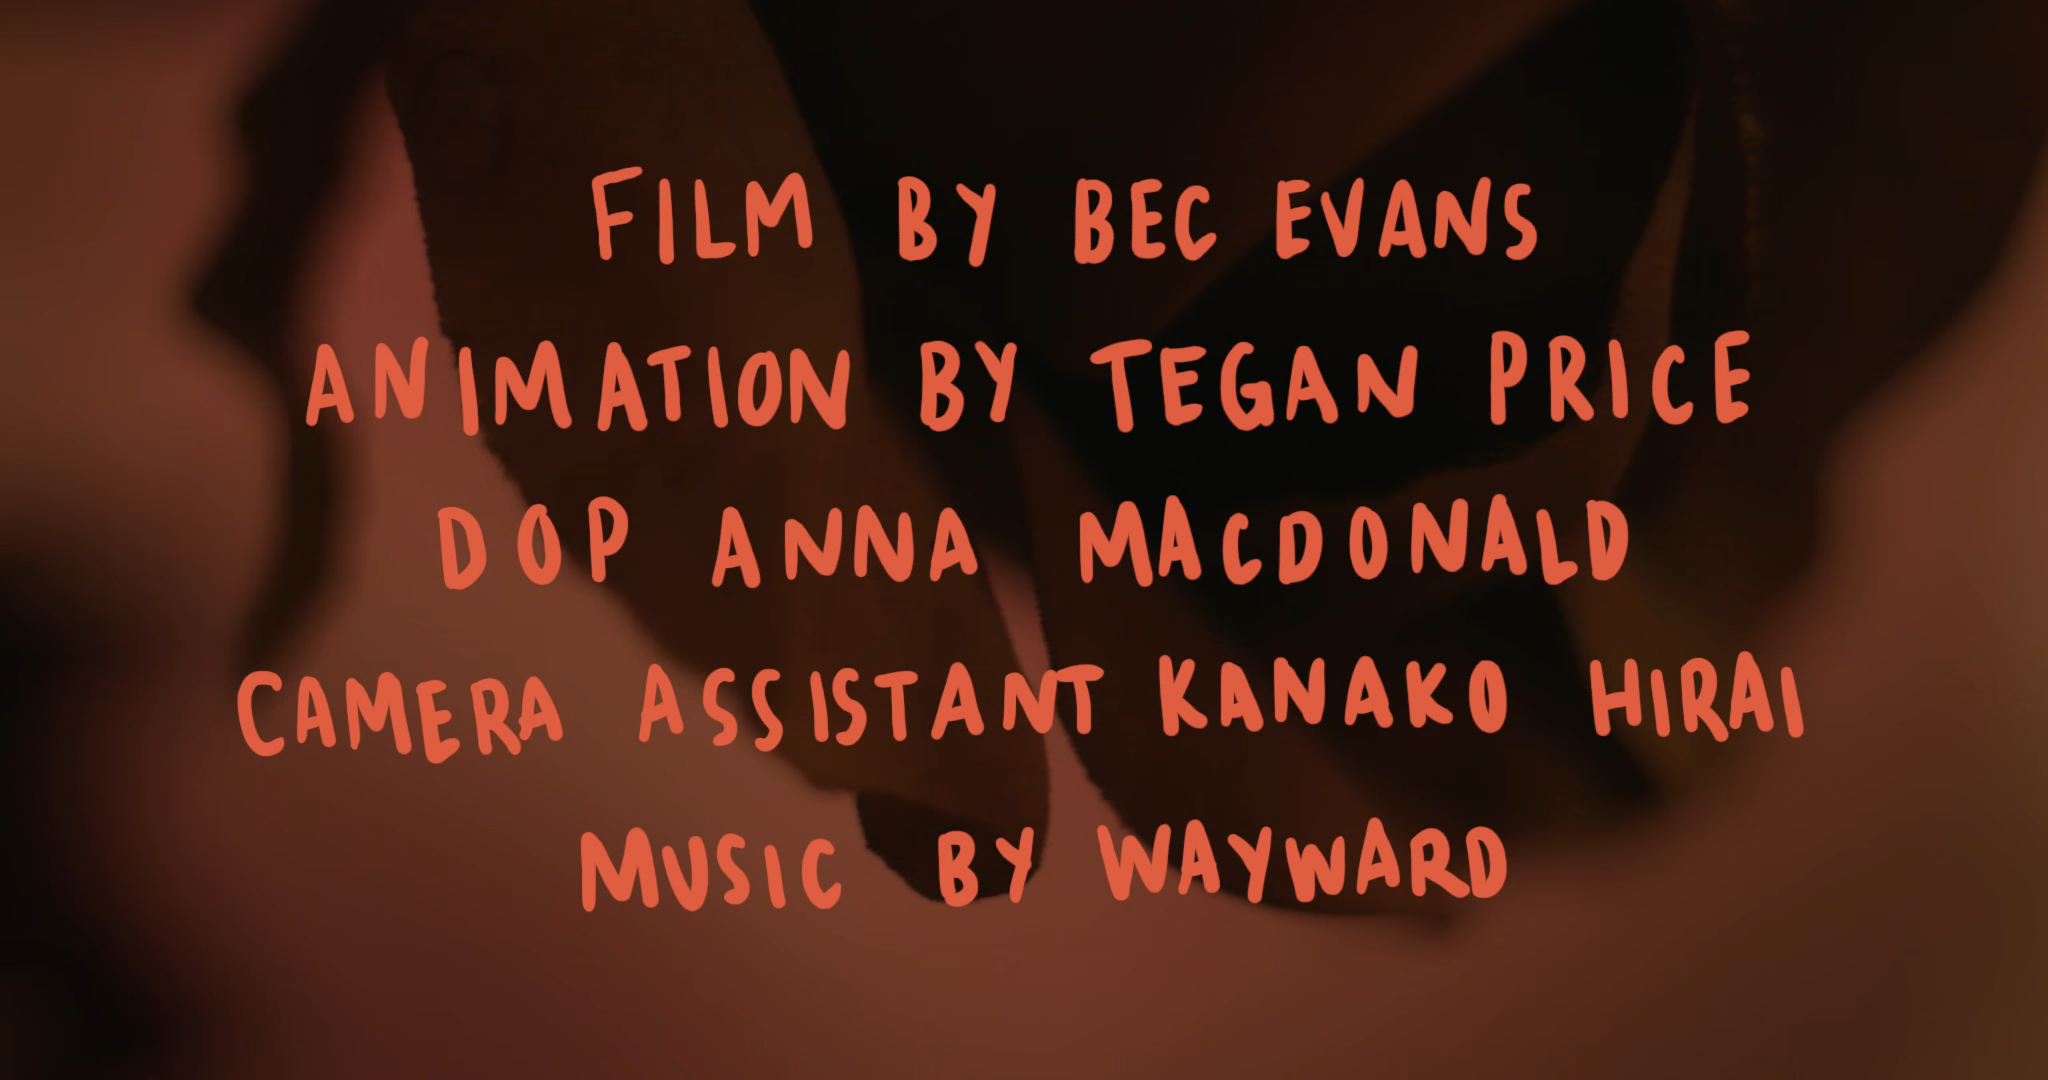 FILM BY BEC EVANS
ANIMATION BY TEGAN PRICE
DOP ANNA MACDONALD
CAMERA ASSISTANT KANAKO HIRAI
MUSIC BY WAYWARD